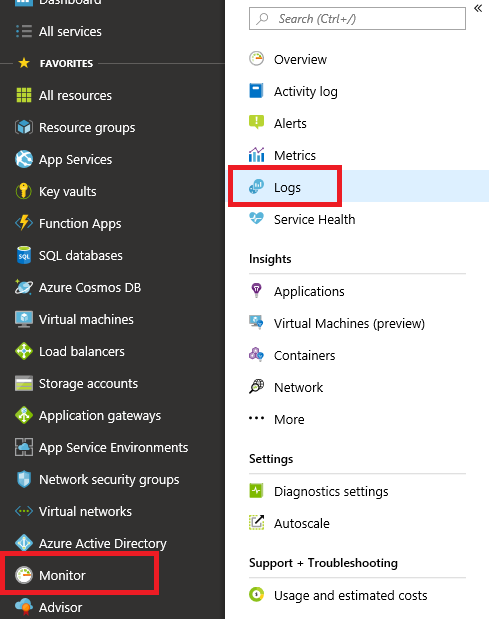 Dashboard
All services
FAVORITES
All resources
Resource groups
App Services
Key vaults
Function Apps
SQL databases
Azure Cosmos DB
Virtual machines
Load balancers
Storage accounts
Application gateways
App Service Environments
Network security groups
Virtual networks
Azure Active Directory
Monitor
Advisor
Search (Ctrl+/)
Overview
Activity log
Alerts
Metrics
Logs
Service Health
Insights
Applications
Virtual Machines (preview)
Containers
Network
More
Settings
Diagnostics settings
Autoscale
Support + Troubleshooting
Usage and estimated costs